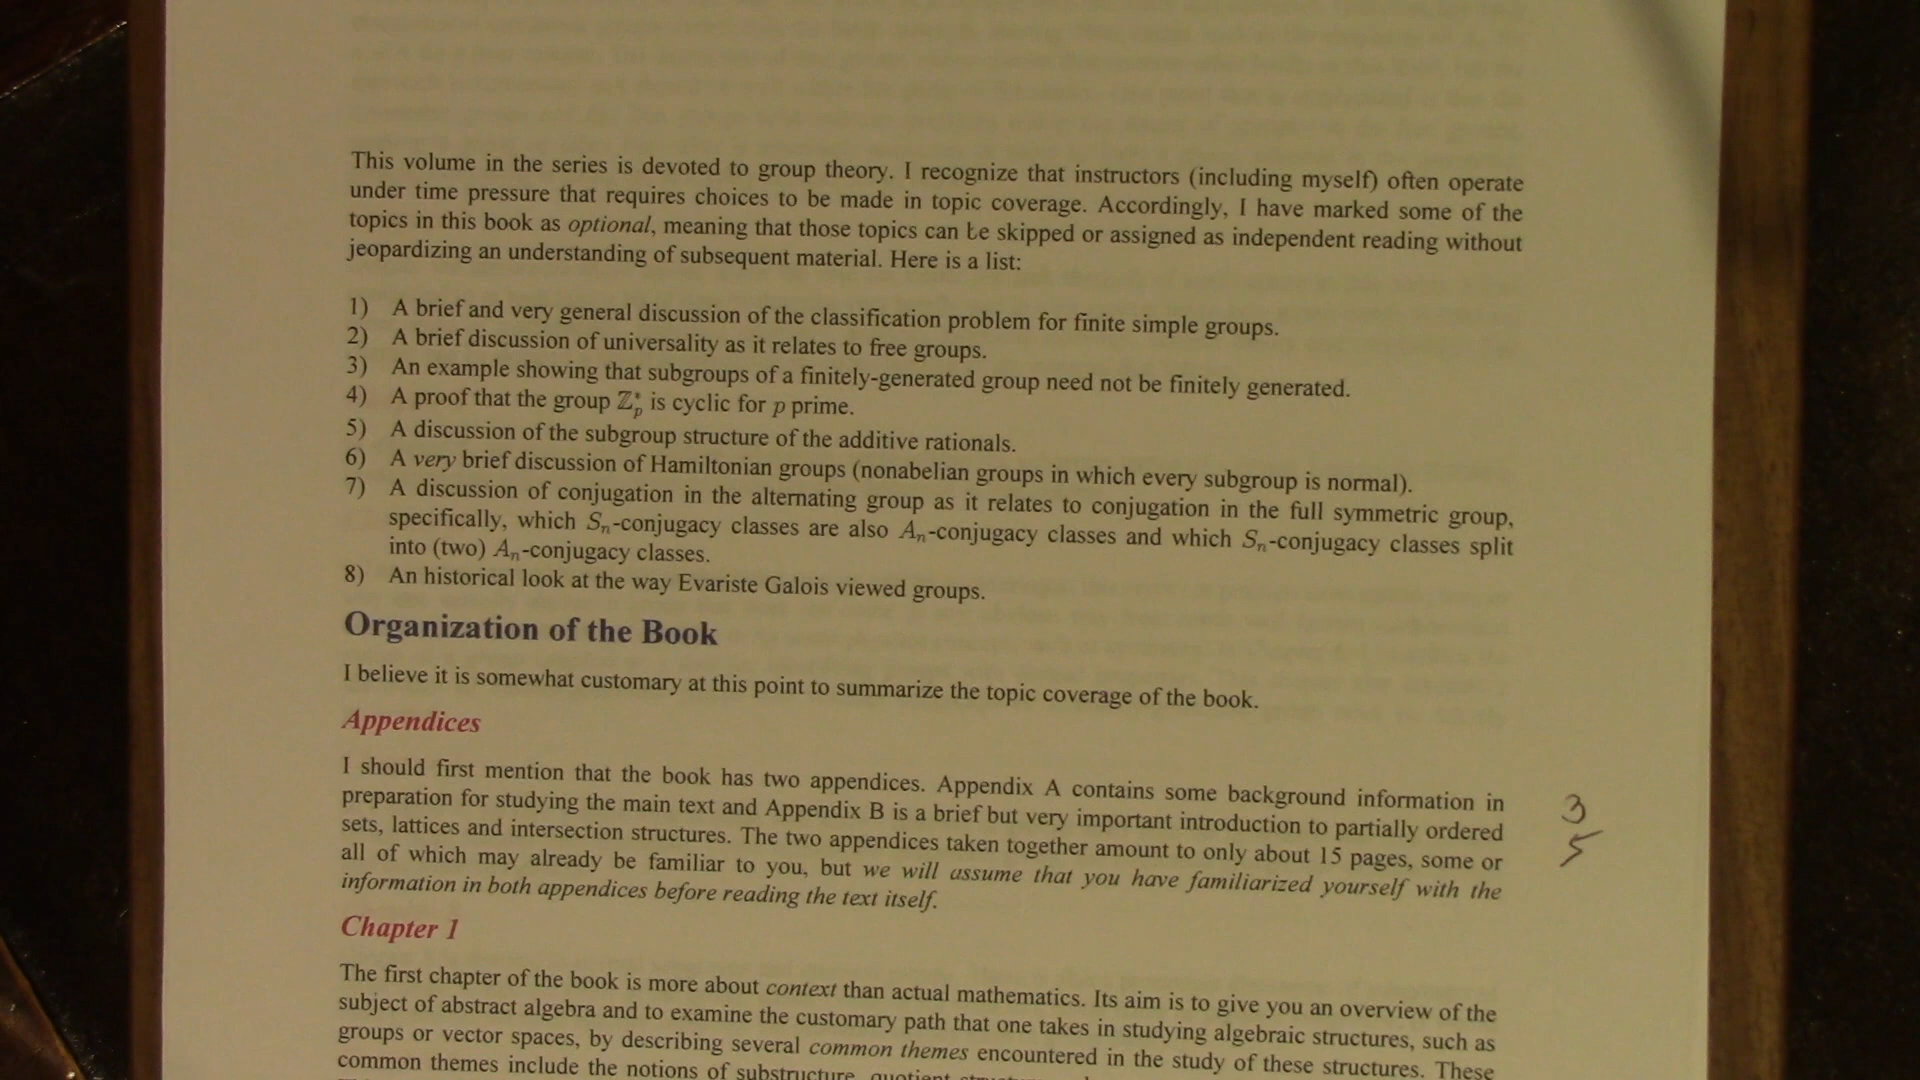 This volume in the series is devoted to group theory. I recognize that instructors (including myself) often operate
under time pressure that requires choices to be made in topic coverage. Accordingly, I have marked some of the
topics in this book as optional, meaning that those topics can be skipped or assigned as independent reading without
jeopardizing an understanding of subsequent material. Here is a list:
1) A brief and very general discussion of the classification problem for finite simple groups.
2) A brief discussion of universality as it relates to free groups.
3) An example showing that subgroups of a finitely-generated group need not be finitely generated.
4) A proof that the group ℤ*ₚ is cyclic for p prime.
5) A discussion of the subgroup structure of the additive rationals.
6) A very brief discussion of Hamiltonian groups (nonabelian groups in which every subgroup is normal).
7) A discussion of conjugation in the alternating group as it relates to conjugation in the full symmetric group,
specifically, which Sₙ-conjugacy classes are also Aₙ-conjugacy classes and which Sₙ-conjugacy classes split
into (two) Aₙ-conjugacy classes.
8) An historical look at the way Evariste Galois viewed groups.
Organization of the Book
I believe it is somewhat customary at this point to summarize the topic coverage of the book.
Appendices
I should first mention that the book has two appendices. Appendix A contains some background information in
preparation for studying the main text and Appendix B is a brief but very important introduction to partially ordered
sets, lattices and intersection structures. The two appendices taken together amount to only about 15 pages, some or
all of which may already be familiar to you, but we will assume that you have familiarized yourself with the
information in both appendices before reading the text itself.
3
5
Chapter 1
The first chapter of the book is more about context than actual mathematics. Its aim is to give you an overview of the
subject of abstract algebra and to examine the customary path that one takes in studying algebraic structures, such as
groups or vector spaces, by describing several common themes encountered in the study of these structures. These
common themes include the notions of substructure, quotient